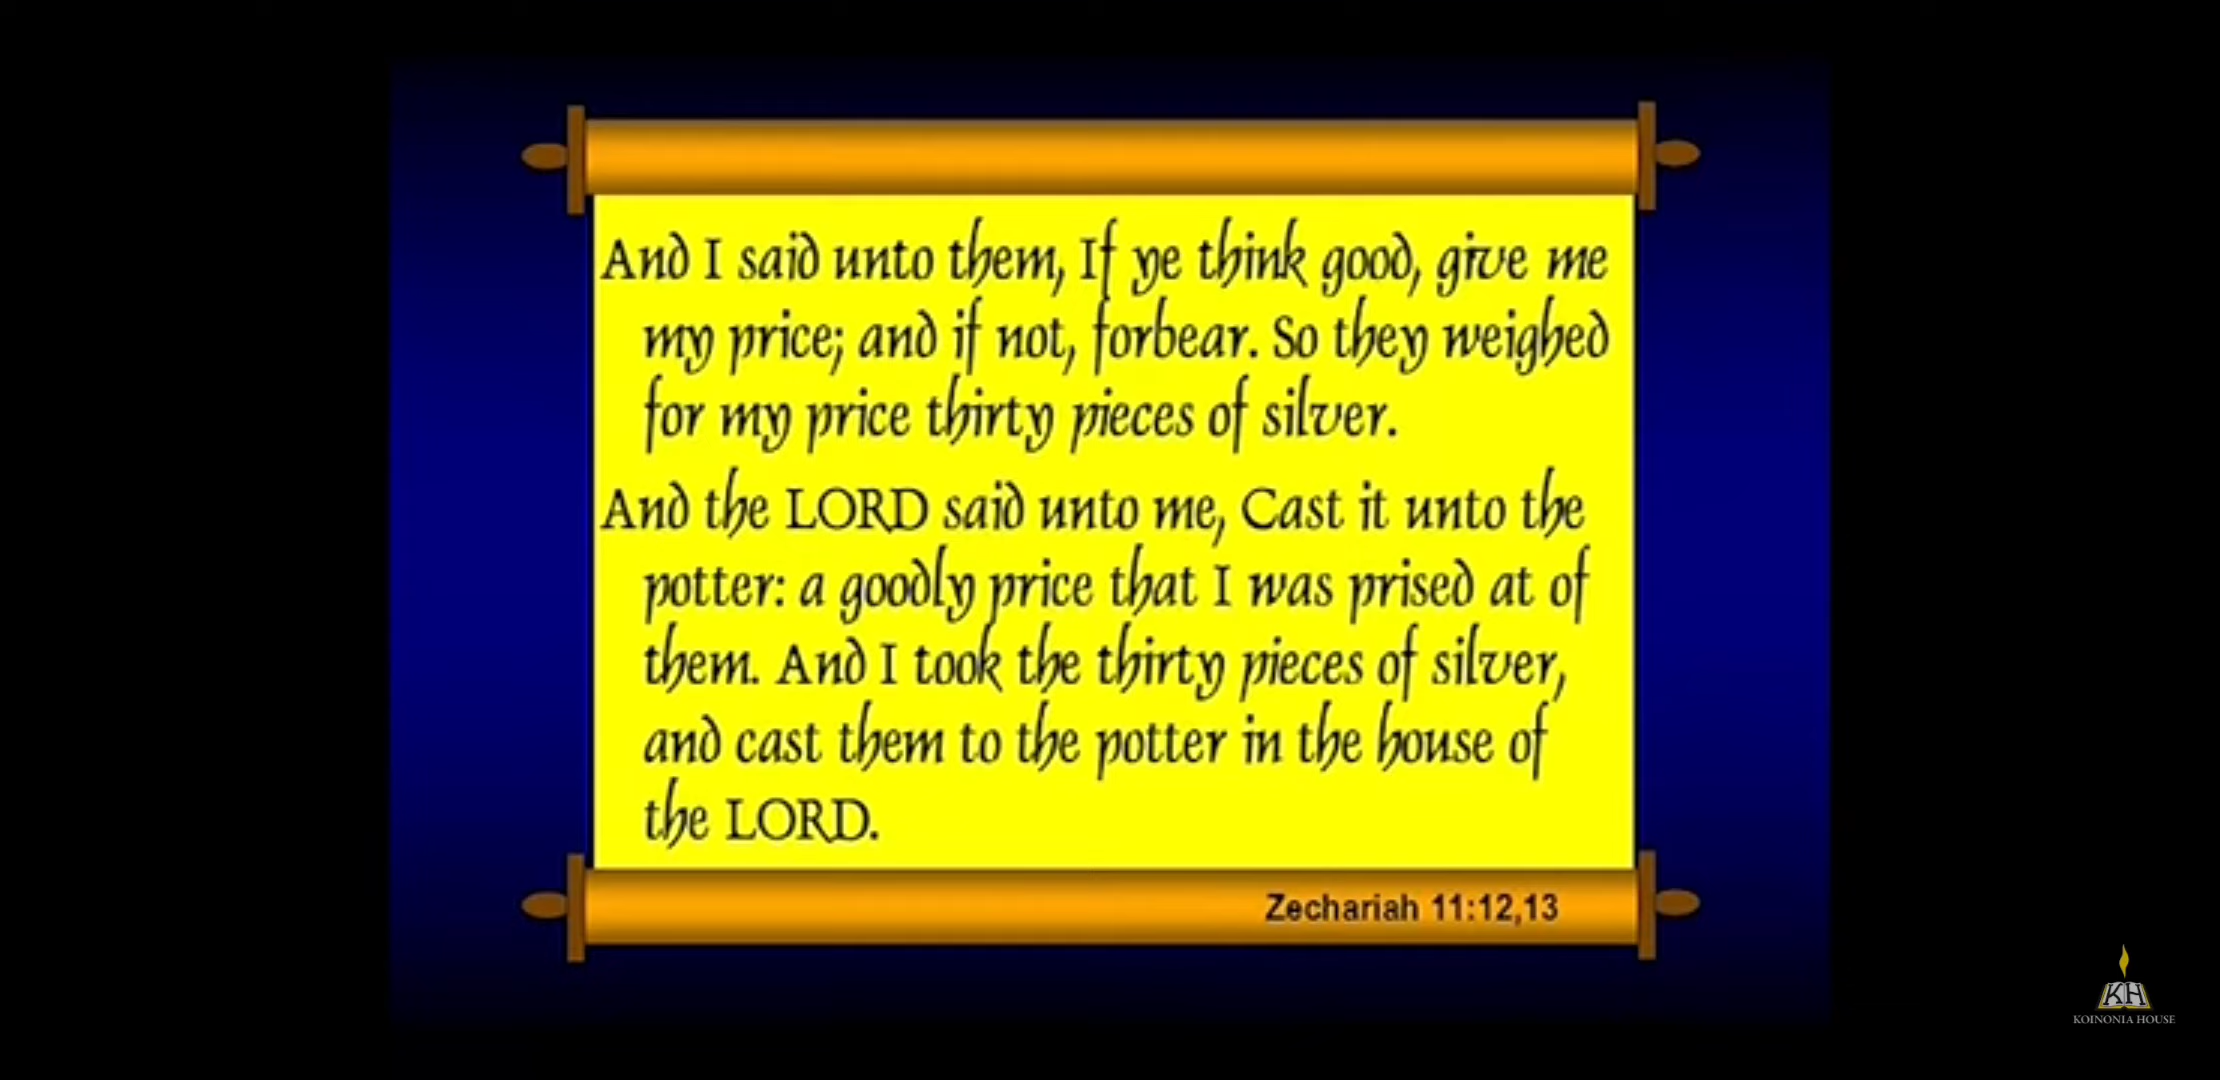 And I said unto them, If ye think good, give me
my price; and if not, forbear. So they weighed
for my price thirty pieces of silver.
And the LORD said unto me, Cast it unto the
potter: a goodly price that I was prised at of
them. And I took the thirty pieces of silver,
and cast them to the potter in the house of
the LORD.
Zechariah 11:12,13
KH
KOINONIA HOUSE